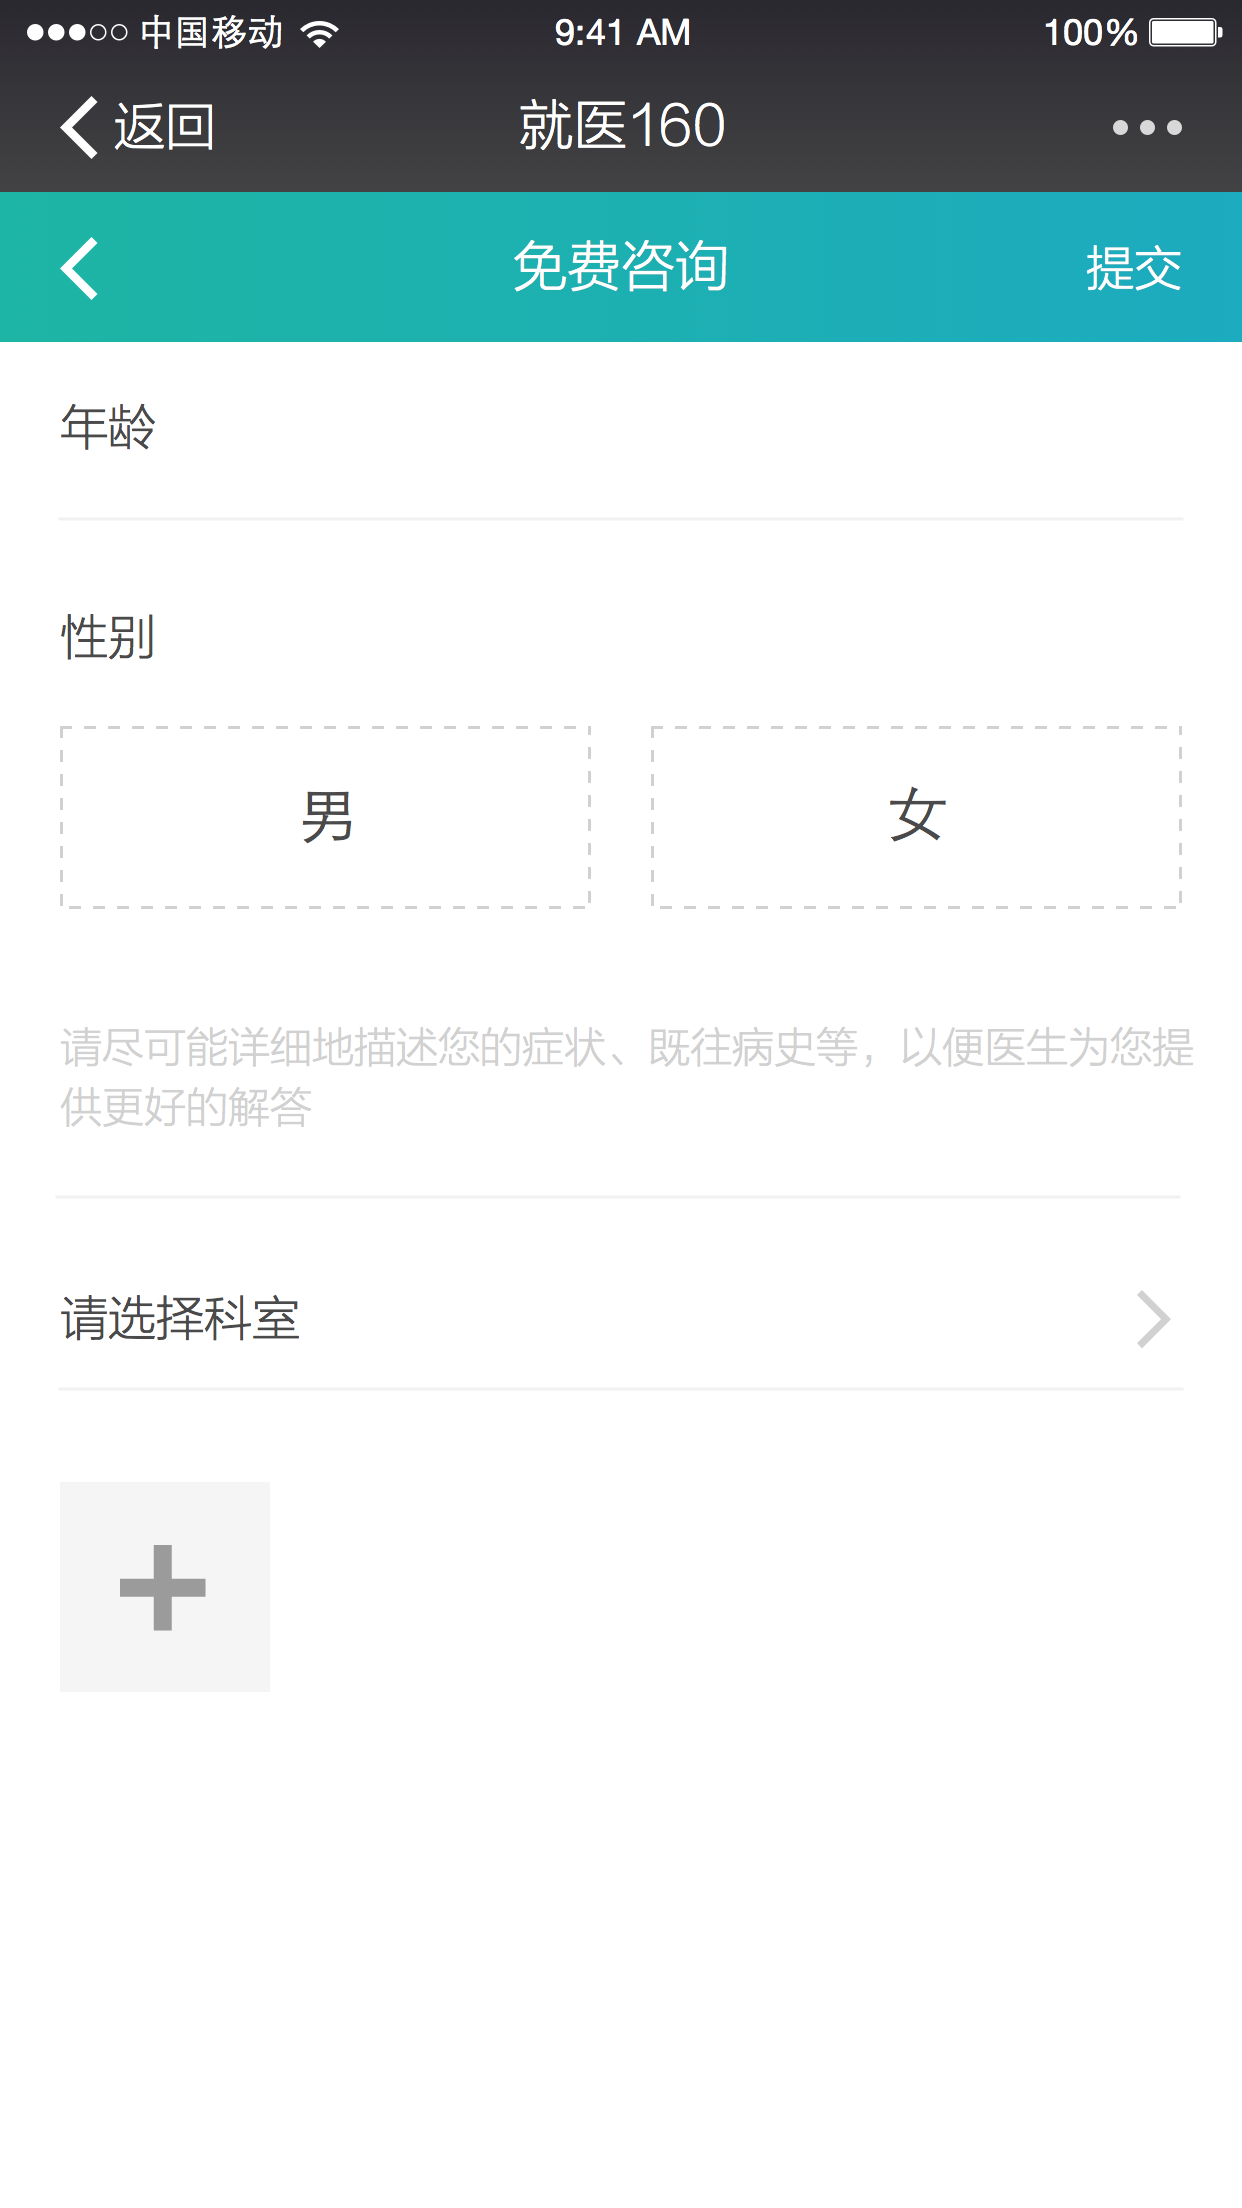 中国移动 9:41 AM 100%
返回 就医160
免费咨询 提交
年龄
性别
男 女
请尽可能详细地描述您的症状、既往病史等，以便医生为您提
供更好的解答
请选择科室